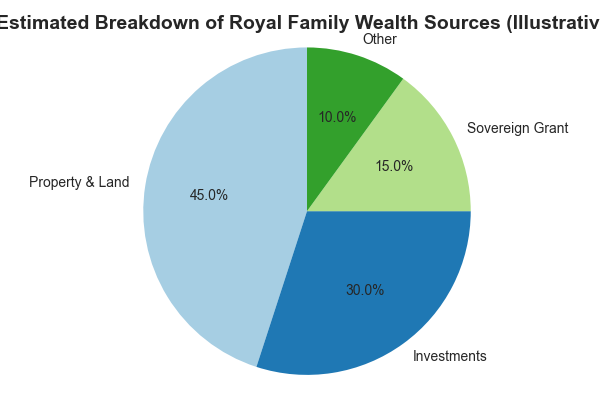 Estimated Breakdown of Royal Family Wealth Sources (Illustrativ
Other
10.0%
Sovereign Grant
15.0%
Property & Land
45.0%
30.0%
Investments